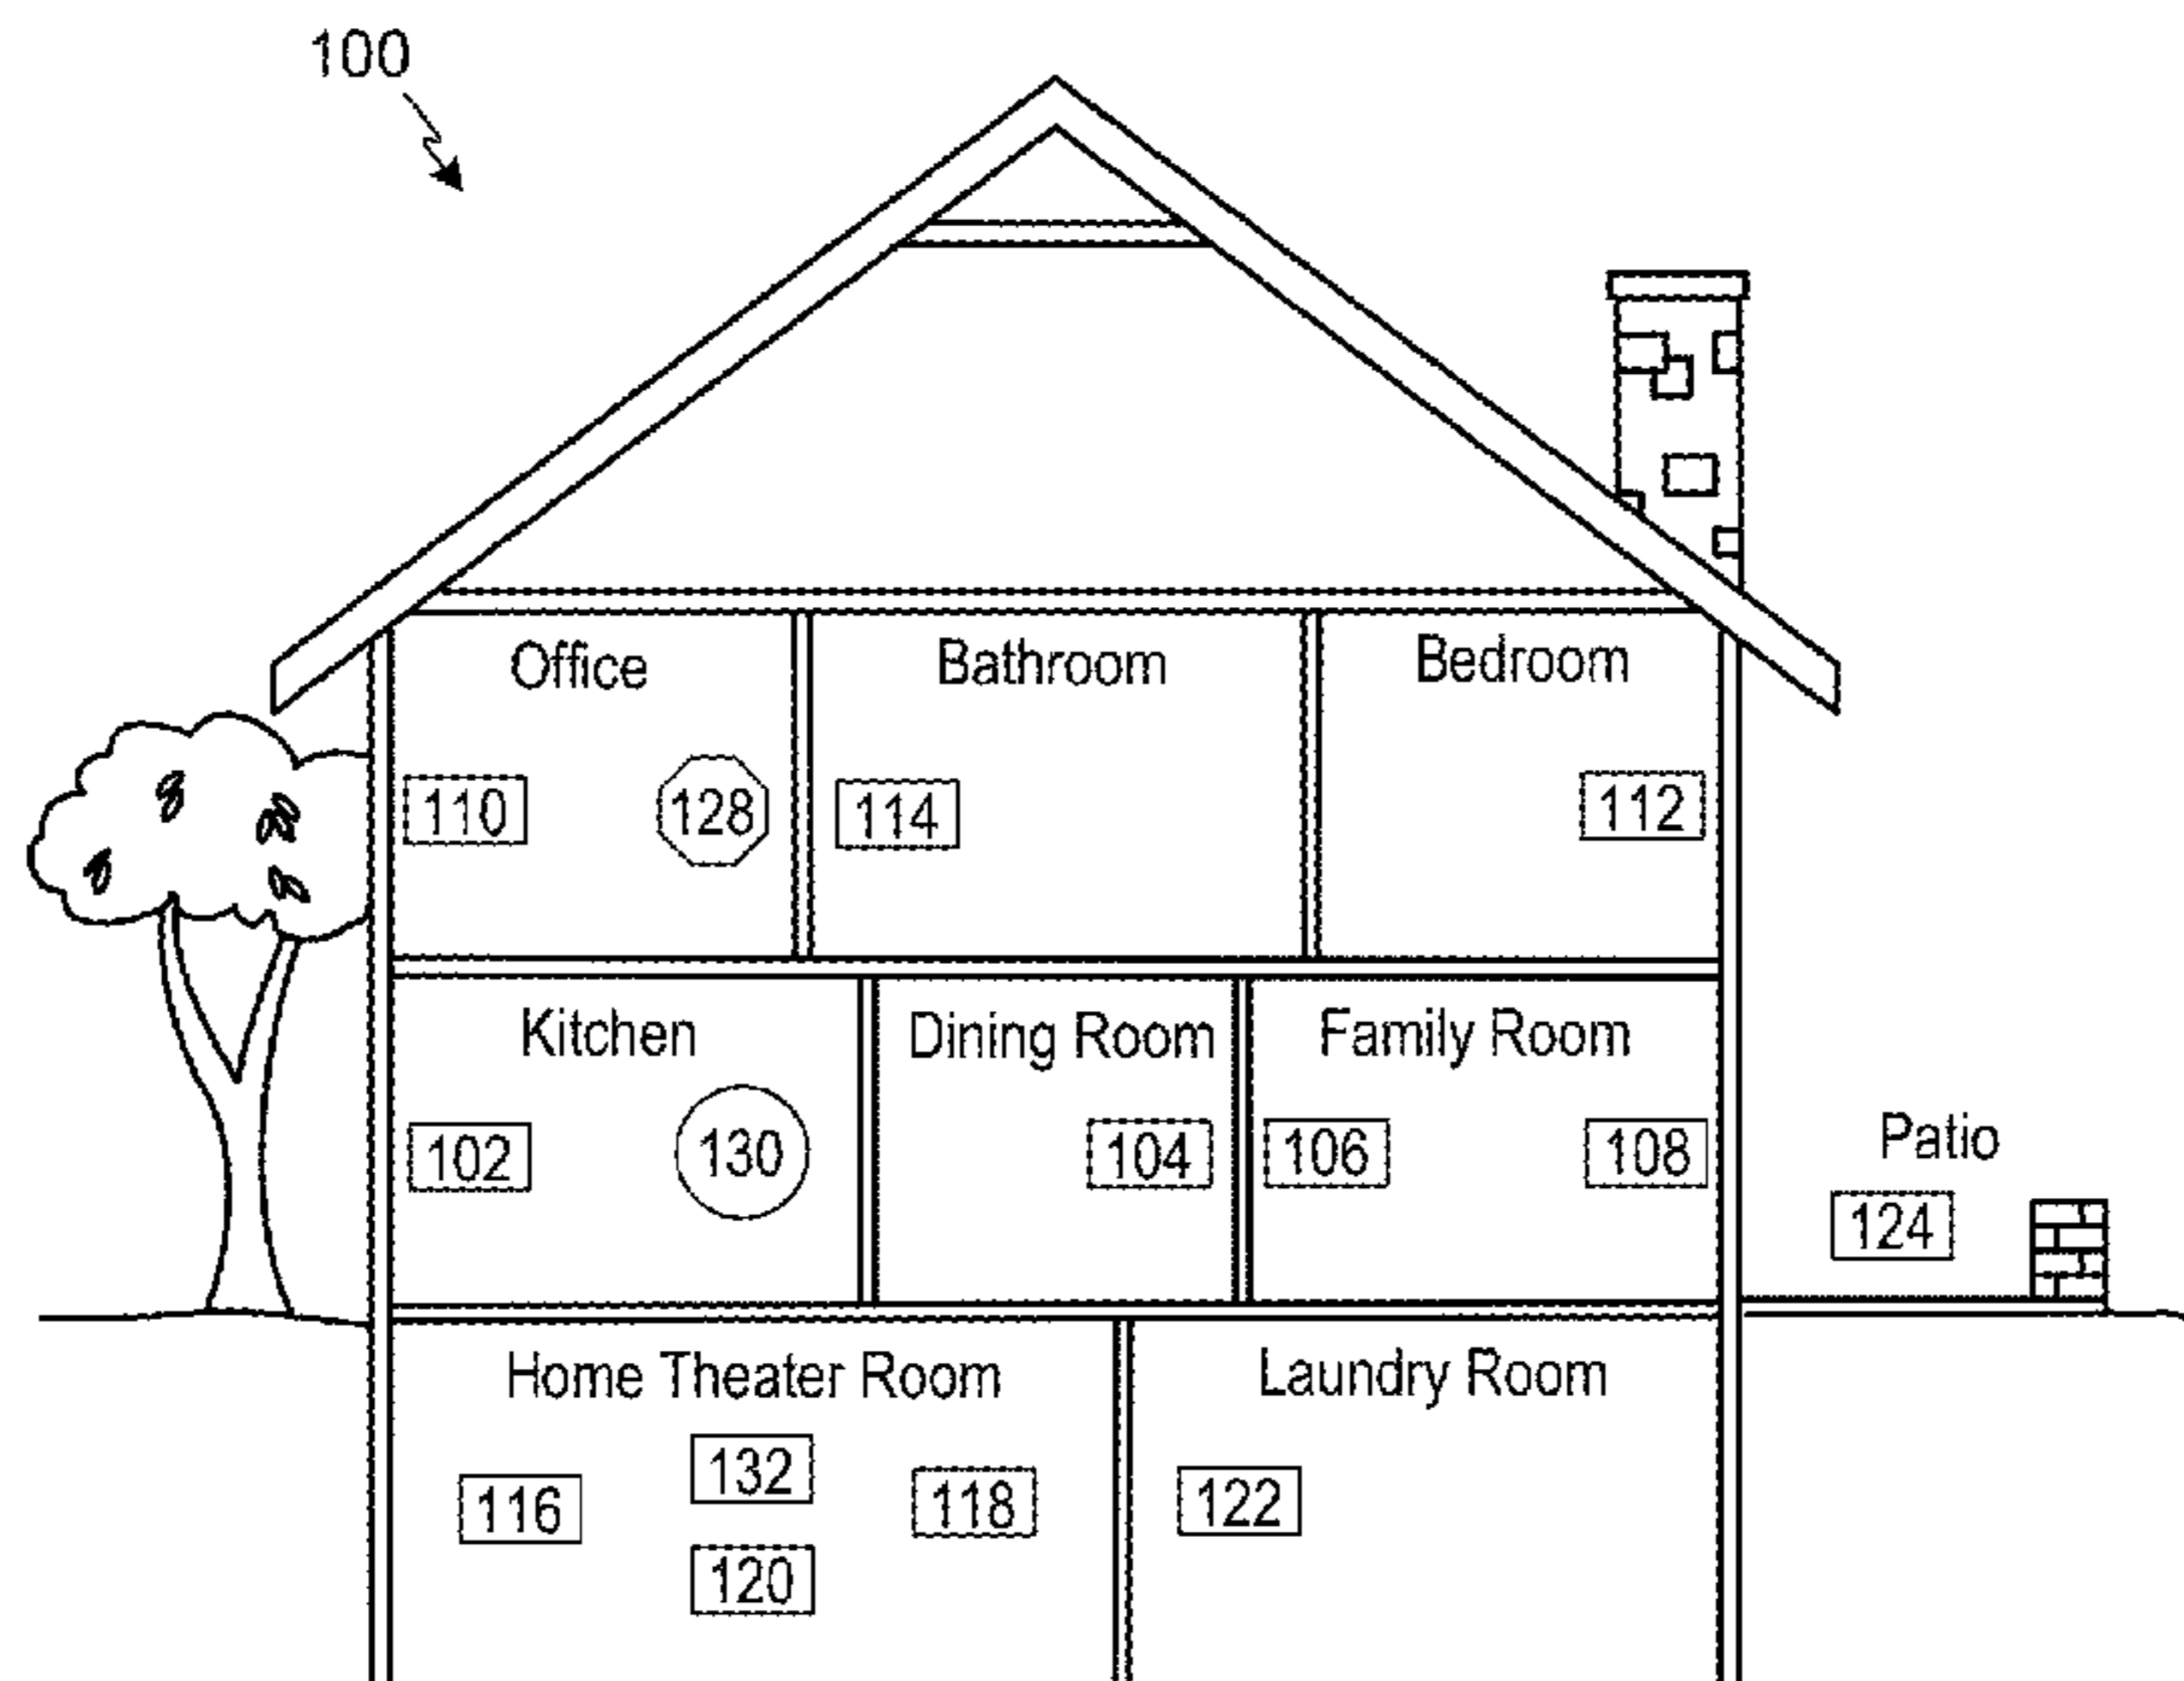 100
Office
Bathroom
Bedroom
110
128
114
112
Kitchen
Dining Room
Family Room
102
130
104
106
108
Patio
124
Home Theater Room
Laundry Room
116
132
118
122
120